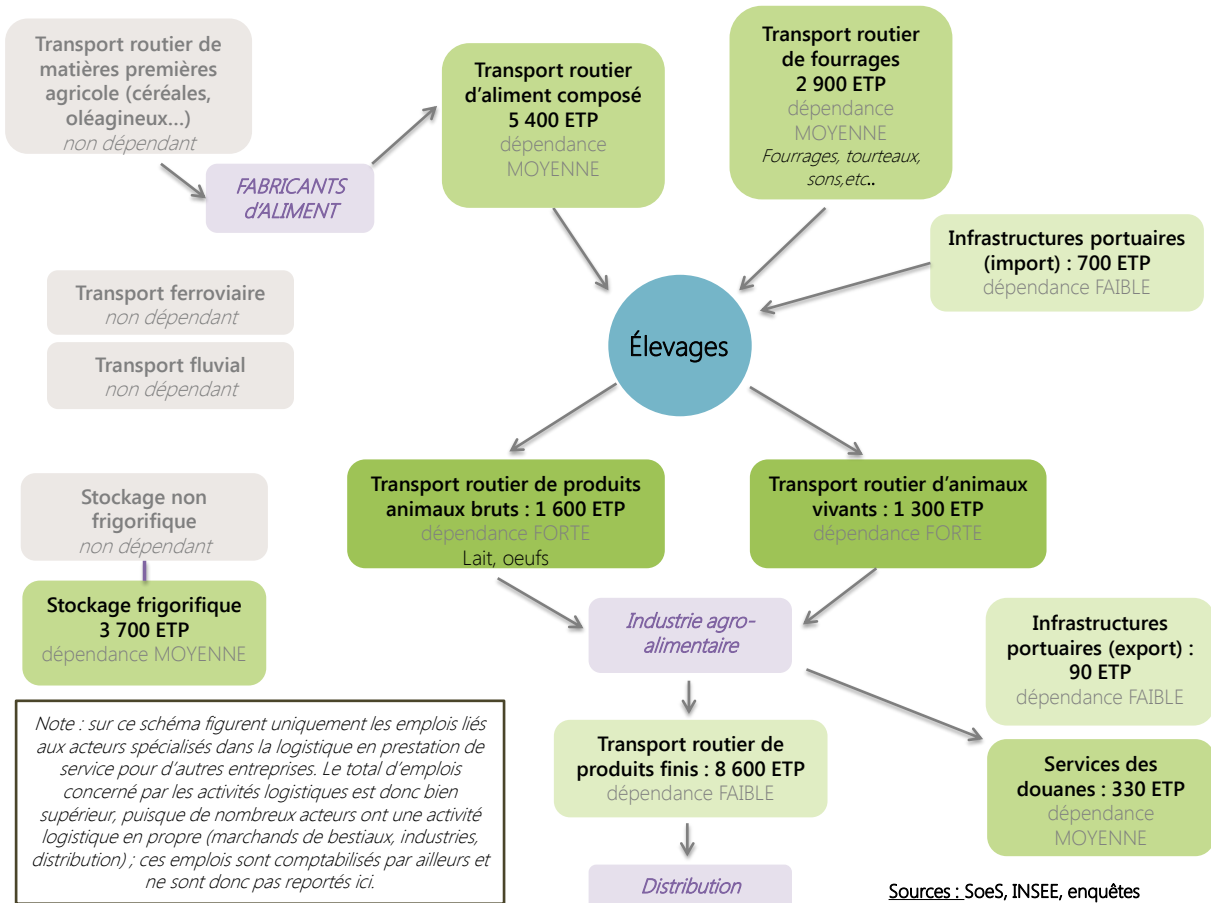 Transport routier de
matières premières
agricole (céréales,
oléagineux...)
non dépendant
FABRICANTS
d'ALIMENT
Transport routier
d'aliment composé
5 400 ETP
dépendance
MOYENNE
Transport routier
de fourrages
2 900 ETP
dépendance
MOYENNE
Fourrages, tourteaux,
sons,etc..
Infrastructures portuaires
(import) : 700 ETP
dépendance FAIBLE
Transport ferroviaire
non dépendant
Transport fluvial
non dépendant
Élevages
Stockage non
frigorifique
non dépendant
Stockage frigorifique
3 700 ETP
dépendance MOYENNE
Transport routier de produits
animaux bruts : 1 600 ETP
dépendance FORTE
Lait, oeufs
Transport routier d'animaux
vivants : 1 300 ETP
dépendance FORTE
Industrie agro-
alimentaire
Infrastructures
portuaires (export) :
90 ETP
dépendance FAIBLE
Transport routier de
produits finis : 8 600 ETP
dépendance FAIBLE
Services des
douanes : 330 ETP
dépendance
MOYENNE
Distribution
Note : sur ce schéma figurent uniquement les emplois liés
aux acteurs spécialisés dans la logistique en prestation de
service pour d'autres entreprises. Le total d'emplois
concerné par les activités logistiques est donc bien
supérieur, puisque de nombreux acteurs ont une activité
logistique en propre (marchands de bestiaux, industries,
distribution) ; ces emplois sont comptabilisés par ailleurs et
ne sont donc pas reportés ici.
Sources : SoeS, INSEE, enquêtes